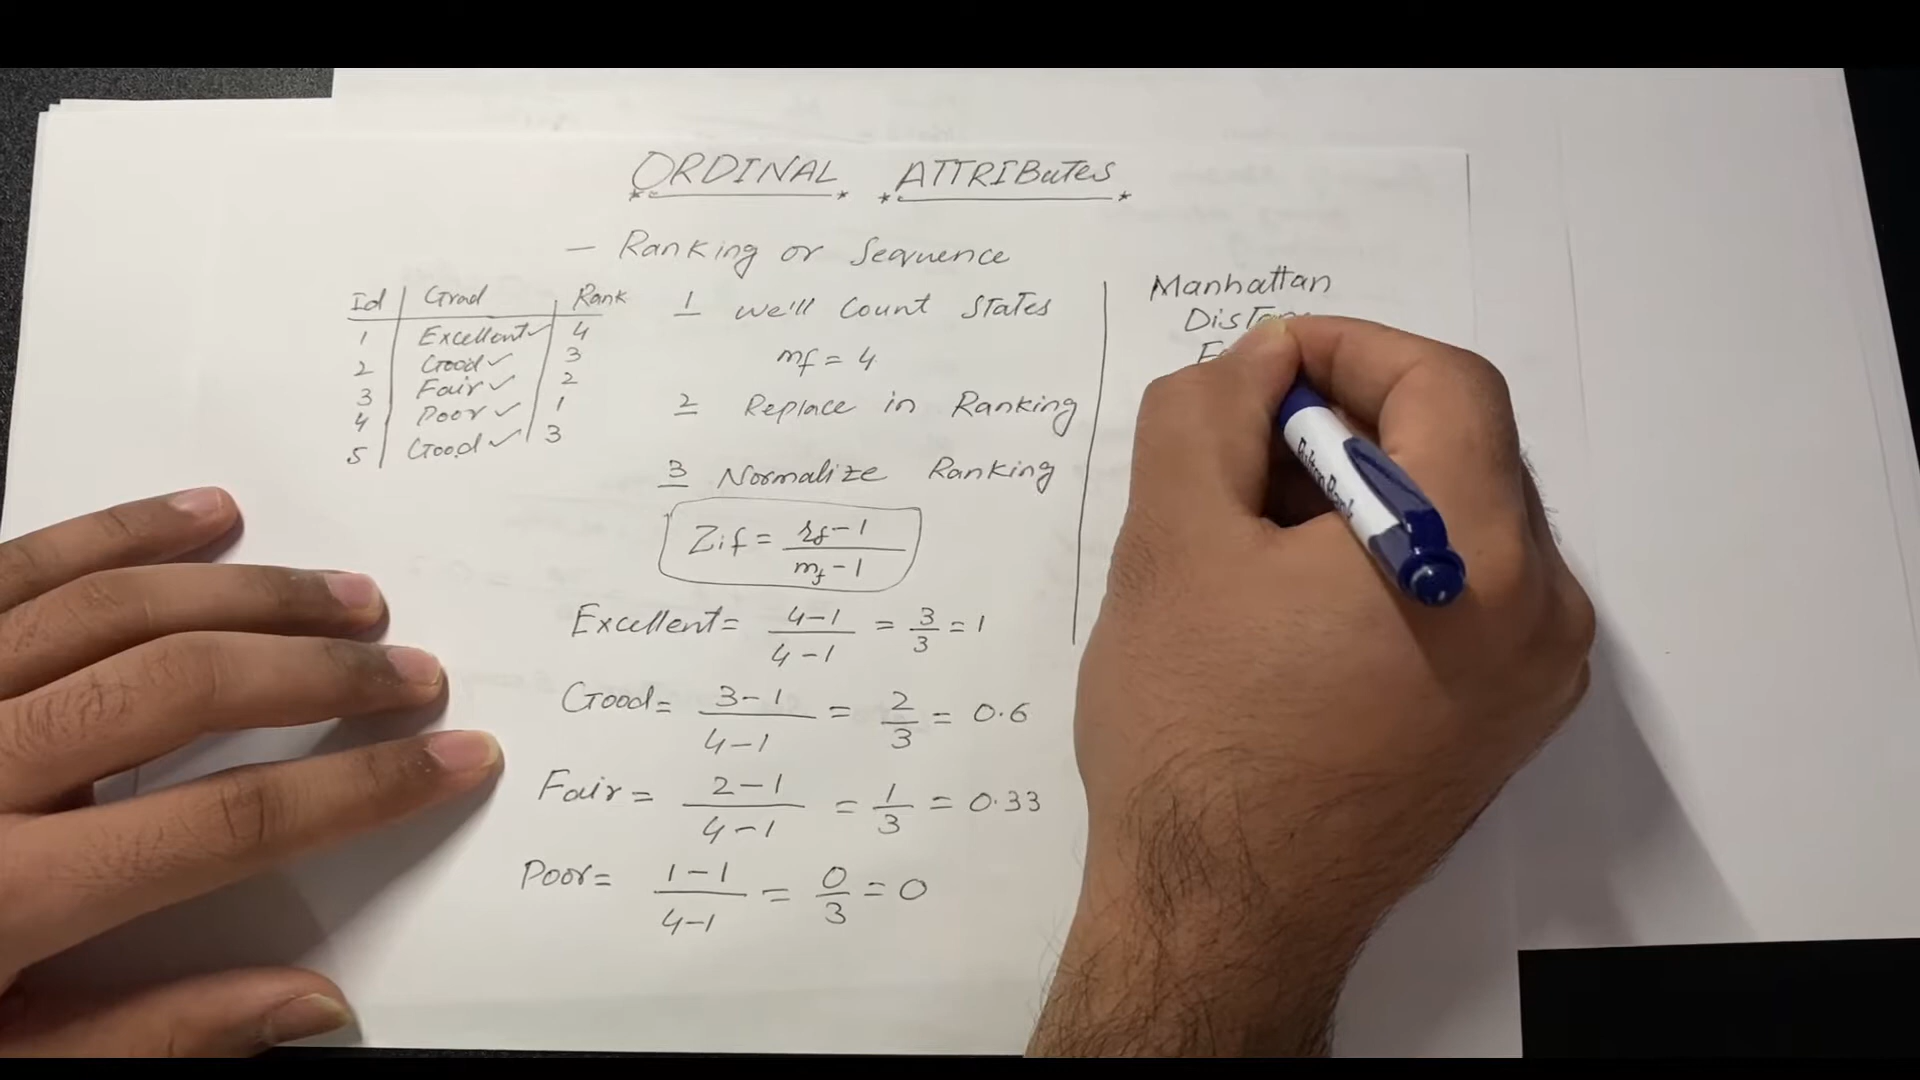 ORDINAL ATTRIButes
— Ranking or Sequence
Id Grad Rank
1 Excellent ✓ 4
2 Good ✓ 3
3 Fair ✓ 2
4 Poor ✓ 1
5 Good ✓ 3
1 we'll Count States
mf = 4
2 Replace in Ranking
3 Normalize Ranking
Zif = rf-1 / mf-1
Excellent = 4-1 / 4-1 = 3/3 = 1
Good = 3-1 / 4-1 = 2/3 = 0.6
Fair = 2-1 / 4-1 = 1/3 = 0.33
Poor = 1-1 / 4-1 = 0/3 = 0
Manhattan